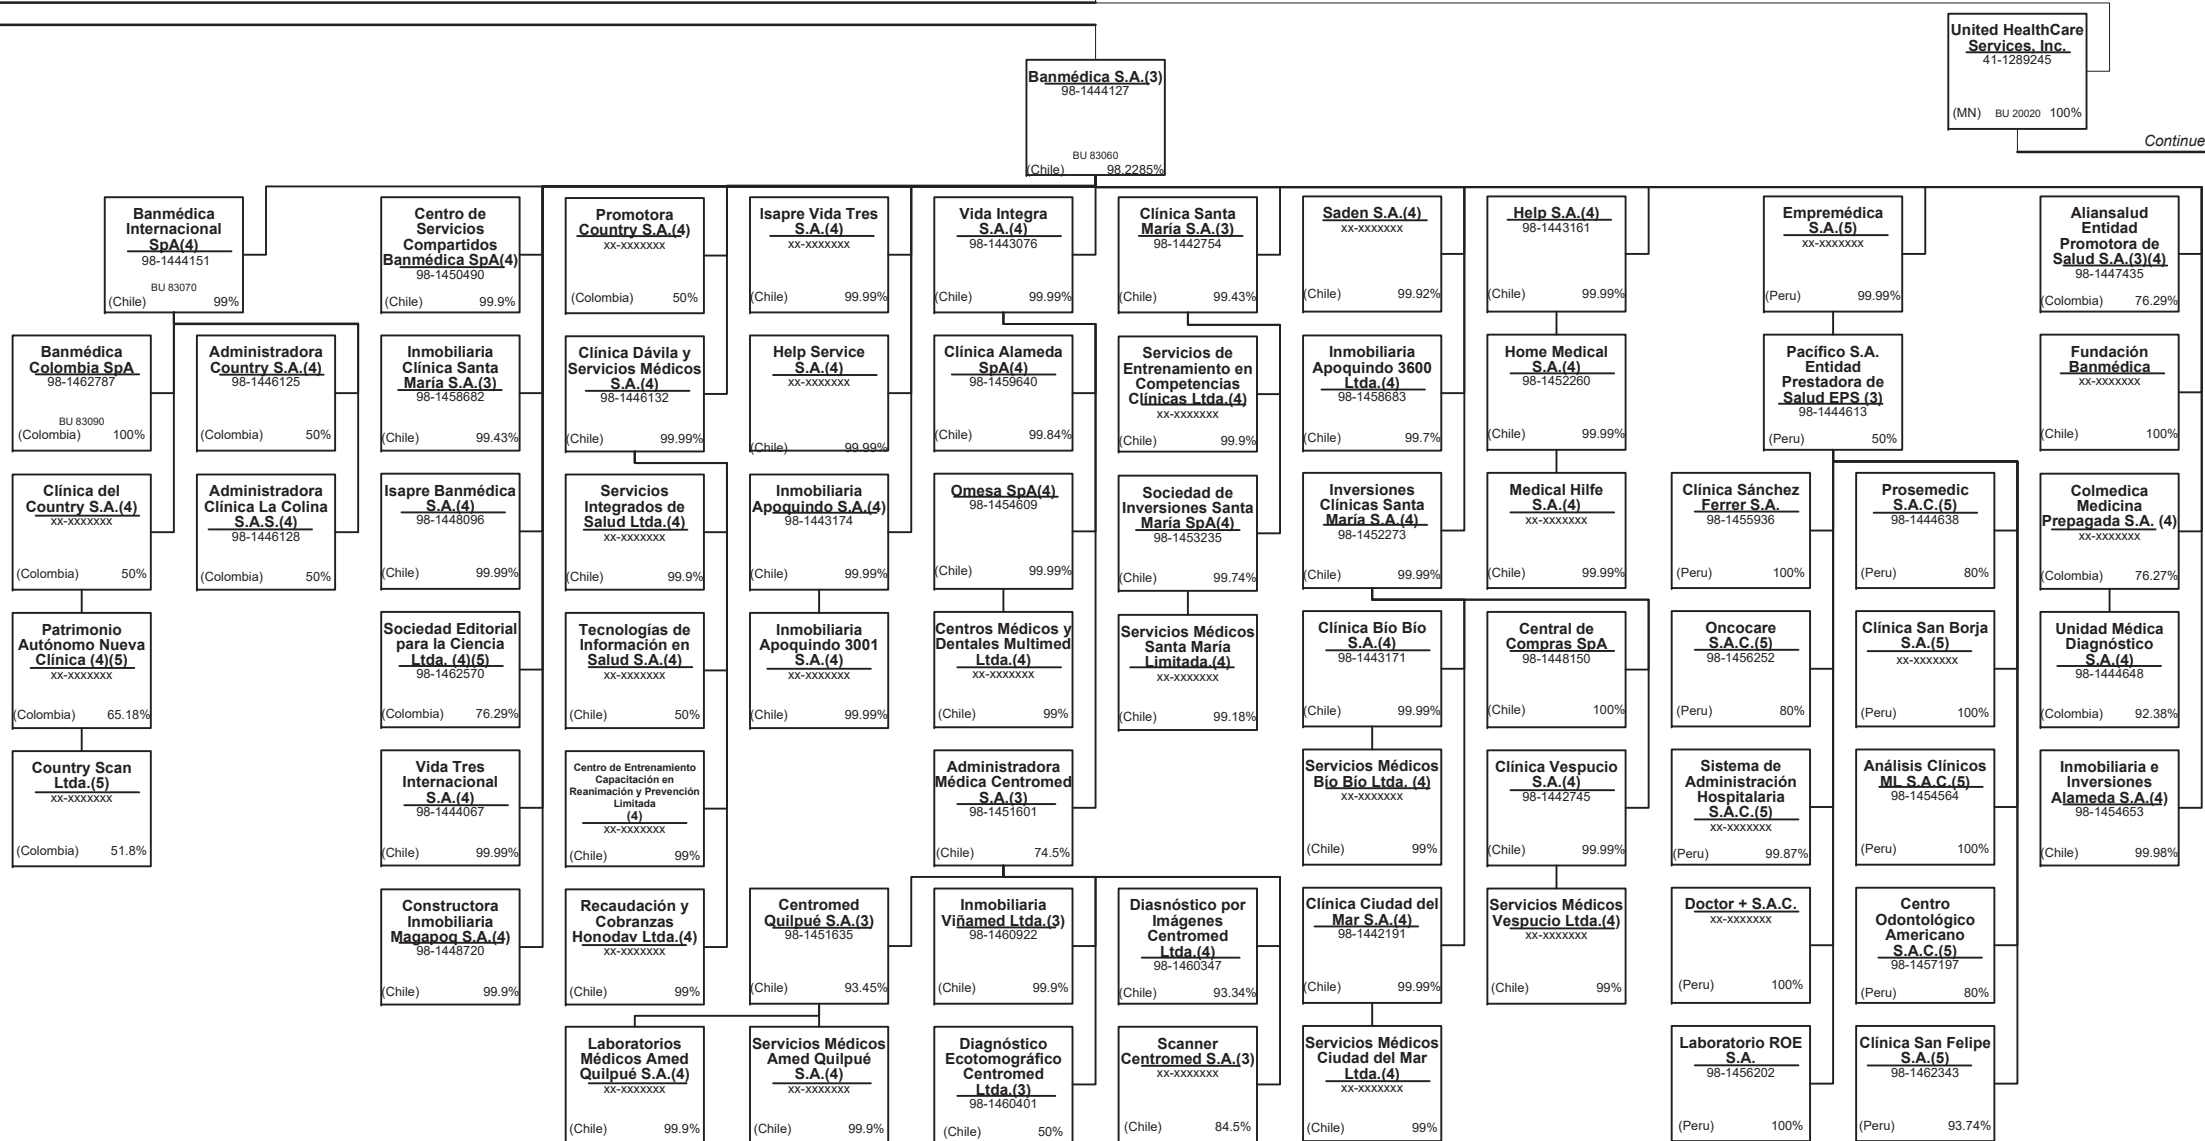 United HealthCare
Services, Inc.
41-1289245
(MN) BU 20020 100%
Continue
Banmédica S.A.(3)
98-1444127
BU 83060
(Chile) 98.2285%
Banmédica
Internacional
SpA(4)
98-1444151
BU 83070
(Chile) 99%
Centro de
Servicios
Compartidos
Banmédica SpA(4)
98-1450490
(Chile) 99.9%
Promotora
Country S.A.(4)
xx-xxxxxxx
(Colombia) 50%
Isapre Vida Tres
S.A.(4)
xx-xxxxxxx
(Chile) 99.99%
Vida Integra
S.A.(4)
98-1443076
(Chile) 99.99%
Clínica Santa
María S.A.(3)
98-1442754
(Chile) 99.43%
Saden S.A.(4)
xx-xxxxxxx
(Chile) 99.92%
Help S.A.(4)
98-1443161
(Chile) 99.99%
Empremédica
S.A.(5)
xx-xxxxxxx
(Peru) 99.99%
Aliansalud
Entidad
Promotora de
Salud S.A.(3)(4)
98-1447435
(Colombia) 76.29%
Banmédica
Colombia SpA
98-1462787
BU 83090
(Colombia) 100%
Administradora
Country S.A.(4)
98-1446125
(Colombia) 50%
Inmobiliaria
Clínica Santa
María S.A.(3)
98-1458682
(Chile) 99.43%
Clínica Dávila y
Servicios Médicos
S.A.(4)
98-1446132
(Chile) 99.99%
Help Service
S.A.(4)
xx-xxxxxxx
(Chile) 99.99%
Clínica Alameda
SpA(4)
98-1459640
(Chile) 99.84%
Servicios de
Entrenamiento en
Competencias
Clínicas Ltda.(4)
xx-xxxxxxx
(Chile) 99.9%
Inmobiliaria
Apoquindo 3600
Ltda.(4)
98-1458683
(Chile) 99.7%
Home Medical
S.A.(4)
98-1452260
(Chile) 99.99%
Pacífico S.A.
Entidad
Prestadora de
Salud EPS (3)
98-1444613
(Peru) 50%
Fundación
Banmédica
xx-xxxxxxx
(Chile) 100%
Clínica del
Country S.A.(4)
xx-xxxxxxx
(Colombia) 50%
Administradora
Clínica La Colina
S.A.S.(4)
98-1446128
(Colombia) 50%
Isapre Banmédica
S.A.(4)
98-1448096
(Chile) 99.99%
Servicios
Integrados de
Salud Ltda.(4)
xx-xxxxxxx
(Chile) 99.9%
Inmobiliaria
Apoquindo S.A.(4)
98-1443174
(Chile) 99.99%
Omesa SpA(4)
98-1454609
(Chile) 99.99%
Sociedad de
Inversiones Santa
María SpA(4)
98-1453235
(Chile) 99.74%
Inversiones
Clínicas Santa
María S.A.(4)
98-1452273
(Chile) 99.99%
Medical Hilfe
S.A.(4)
xx-xxxxxxx
(Chile) 99.99%
Clínica Sánchez
Ferrer S.A.
98-1455936
(Peru) 100%
Prosemedic
S.A.C.(5)
98-1444638
(Peru) 80%
Colmedica
Medicina
Prepagada S.A. (4)
xx-xxxxxxx
(Colombia) 76.27%
Patrimonio
Autónomo Nueva
Clínica (4)(5)
xx-xxxxxxx
(Colombia) 65.18%
Sociedad Editorial
para la Ciencia
Ltda. (4)(5)
98-1462570
(Colombia) 76.29%
Tecnologías de
Información en
Salud S.A.(4)
xx-xxxxxxx
(Chile) 50%
Inmobiliaria
Apoquindo 3001
S.A.(4)
xx-xxxxxxx
(Chile) 99.99%
Centros Médicos y
Dentales Multimed
Ltda.(4)
xx-xxxxxxx
(Chile) 99%
Servicios Médicos
Santa María
Limitada.(4)
xx-xxxxxxx
(Chile) 99.18%
Clínica Bío Bío
S.A.(4)
98-1443171
(Chile) 99.99%
Central de
Compras SpA
98-1448150
(Chile) 100%
Oncocare
S.A.C.(5)
98-1456252
(Peru) 80%
Clínica San Borja
S.A.(5)
xx-xxxxxxx
(Peru) 100%
Unidad Médica
Diagnóstico
S.A.(4)
98-1444648
(Colombia) 92.38%
Country Scan
Ltda.(5)
xx-xxxxxxx
(Colombia) 51.8%
Vida Tres
Internacional
S.A.(4)
98-1444067
(Chile) 99.99%
Centro de Entrenamiento
Capacitación en
Reanimación y Prevención
Limitada
(4)
xx-xxxxxxx
(Chile) 99%
Administradora
Médica Centromed
S.A.(3)
98-1451601
(Chile) 74.5%
Servicios Médicos
Bío Bío Ltda. (4)
xx-xxxxxxx
(Chile) 99%
Clínica Vespucio
S.A.(4)
98-1442745
(Chile) 99.99%
Sistema de
Administración
Hospitalaria
S.A.C.(5)
xx-xxxxxxx
(Peru) 99.87%
Análisis Clínicos
ML S.A.C.(5)
98-1454564
(Peru) 100%
Inmobiliaria e
Inversiones
Alameda S.A.(4)
98-1454653
(Chile) 99.98%
Constructora
Inmobiliaria
Magapoq S.A.(4)
98-1448720
(Chile) 99.9%
Recaudación y
Cobranzas
Honodav Ltda.(4)
xx-xxxxxxx
(Chile) 99%
Centromed
Quilpué S.A.(3)
98-1451635
(Chile) 93.45%
Inmobiliaria
Viñamed Ltda.(3)
98-1460922
(Chile) 99.9%
Diasnóstico por
Imágenes
Centromed
Ltda.(4)
98-1460347
(Chile) 93.34%
Clínica Ciudad del
Mar S.A.(4)
98-1442191
(Chile) 99.99%
Servicios Médicos
Vespucio Ltda.(4)
xx-xxxxxxx
(Chile) 99%
Doctor + S.A.C.
xx-xxxxxxx
(Peru) 100%
Centro
Odontológico
Americano
S.A.C.(5)
98-1457197
(Peru) 80%
Laboratorios
Médicos Amed
Quilpué S.A.(4)
xx-xxxxxxx
(Chile) 99.9%
Servicios Médicos
Amed Quilpué
S.A.(4)
xx-xxxxxxx
(Chile) 99.9%
Diagnóstico
Ecotomográfico
Centromed
Ltda.(3)
98-1460401
(Chile) 50%
Scanner
Centromed S.A.(3)
xx-xxxxxxx
(Chile) 84.5%
Servicios Médicos
Ciudad del Mar
Ltda.(4)
xx-xxxxxxx
(Chile) 99%
Laboratorio ROE
S.A.
98-1456202
(Peru) 100%
Clínica San Felipe
S.A.(5)
98-1462343
(Peru) 93.74%